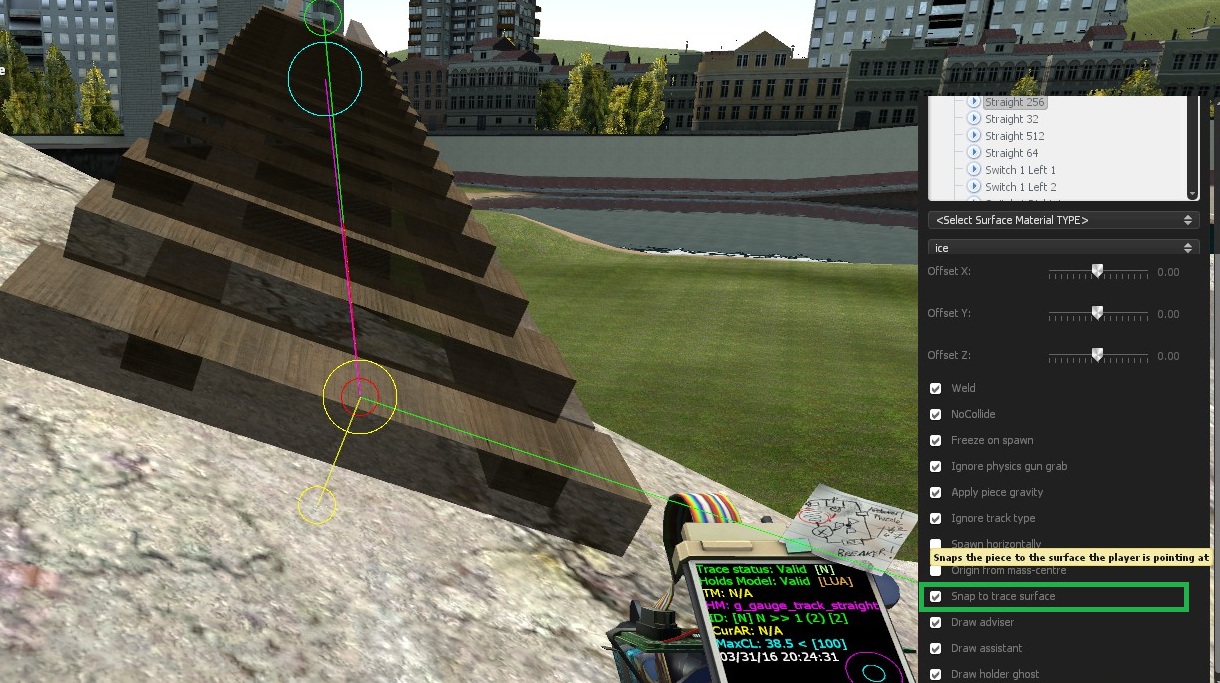 e
Straight 256
Straight 32
Straight 512
Straight 64
Switch 1 Left 1
Switch 1 Left 2
<Select Surface Material TYPE>
ice
Offset X: 0.00
Offset Y: 0.00
Offset Z: 0.00
Weld
NoCollide
Freeze on spawn
Ignore physics gun grab
Apply piece gravity
Ignore track type
Spawn horizontally
Snaps the piece to the surface the player is pointing at
Origin from mass-centre
Snap to trace surface
Draw adviser
Draw assistant
Draw holder ghost
BREAKER!
Trace status: Valid [N]
Holds Model: Valid [LUA]
TM: N/A
HM: g_gauge_track_straight
ID: [N] N >> 1 (2) [2]
CurAR: N/A
MaxCL: 38.5 < [100]
03/31/16 20:24:31